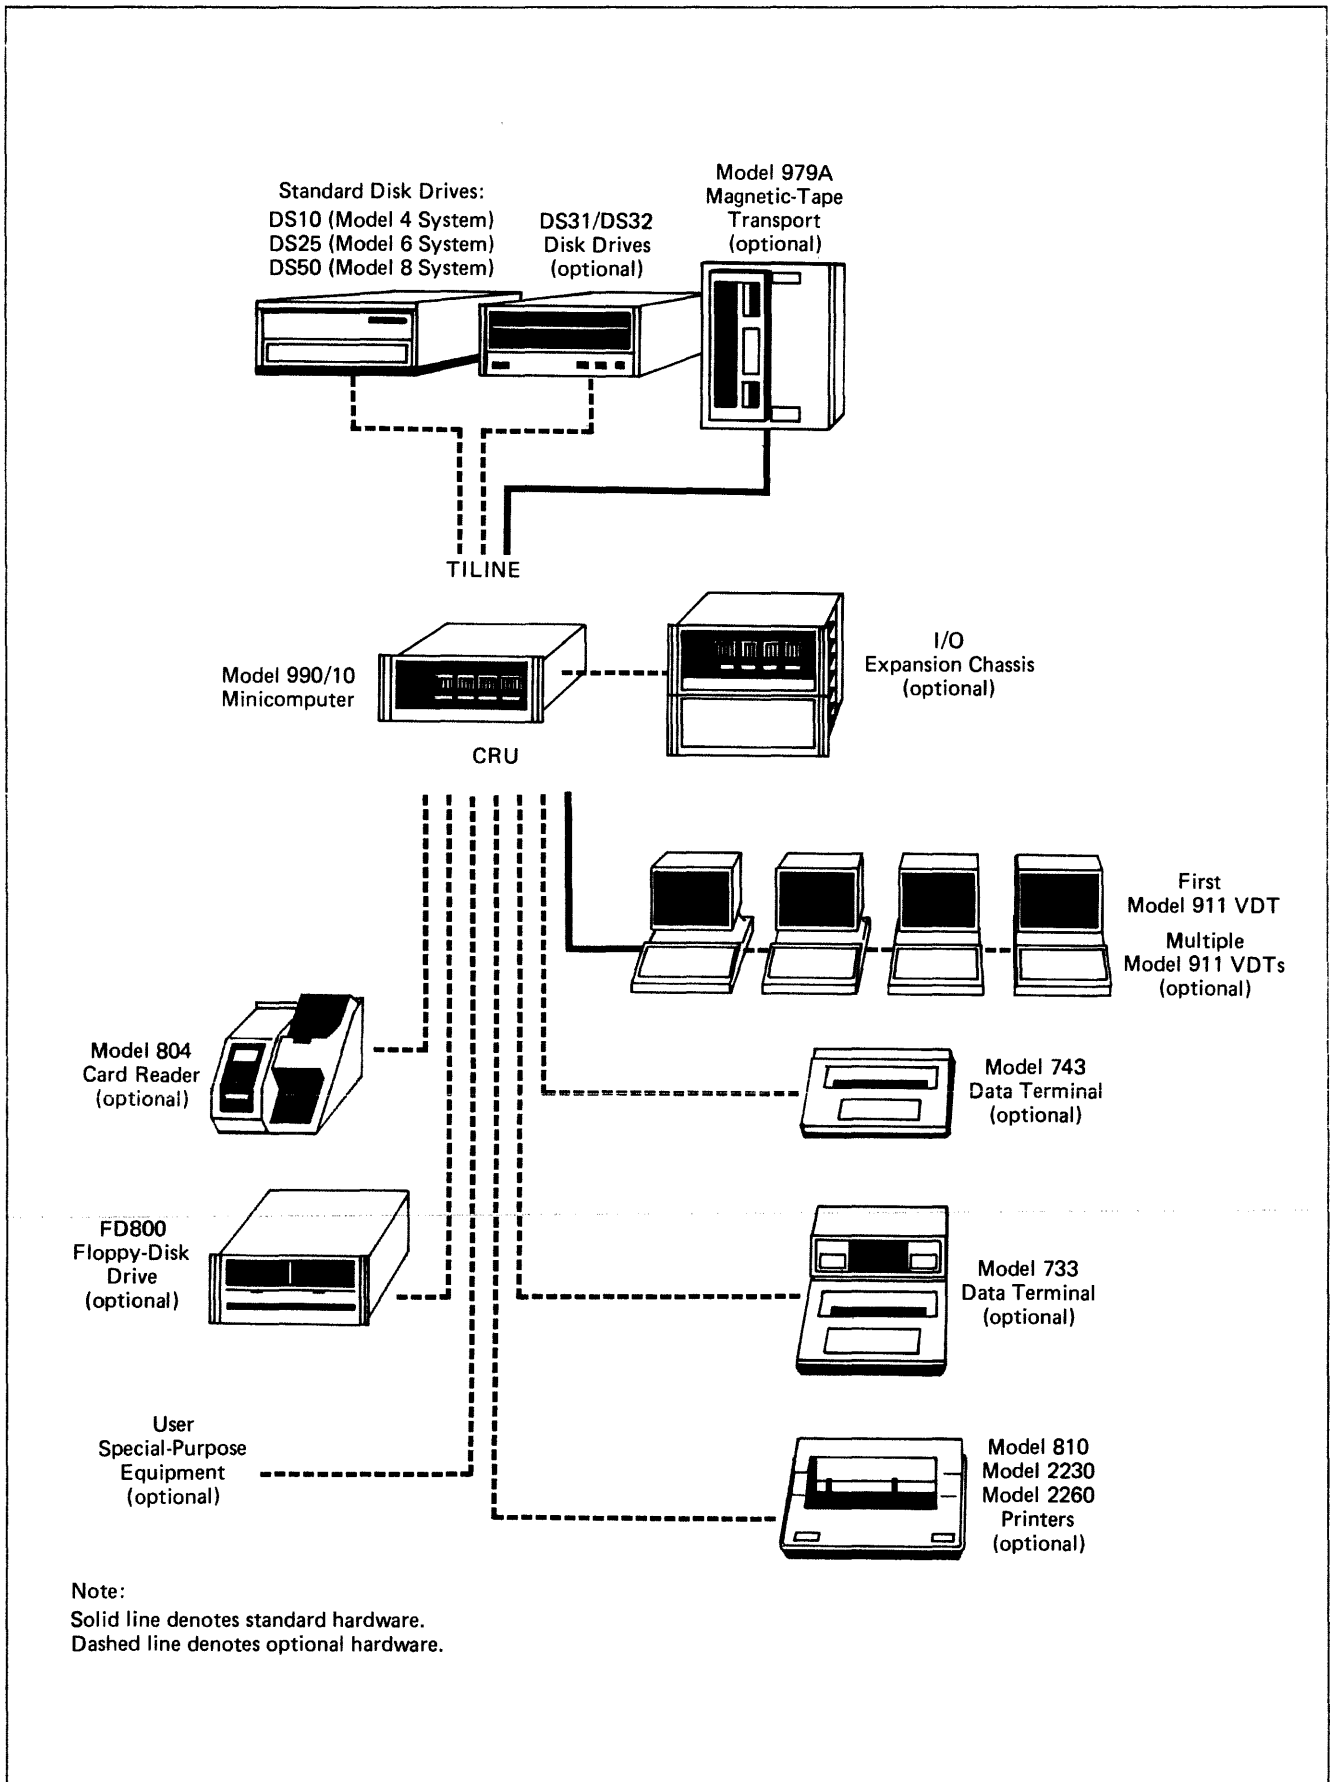 Standard Disk Drives:
DS10 (Model 4 System)
DS25 (Model 6 System)
DS50 (Model 8 System)
DS31/DS32
Disk Drives
(optional)
Model 979A
Magnetic-Tape
Transport
(optional)
TILINE
Model 990/10
Minicomputer
I/O
Expansion Chassis
(optional)
CRU
First
Model 911 VDT
Multiple
Model 911 VDTs
(optional)
Model 804
Card Reader
(optional)
Model 743
Data Terminal
(optional)
FD800
Floppy-Disk
Drive
(optional)
Model 733
Data Terminal
(optional)
User
Special-Purpose
Equipment
(optional)
Model 810
Model 2230
Model 2260
Printers
(optional)
Note:
Solid line denotes standard hardware.
Dashed line denotes optional hardware.